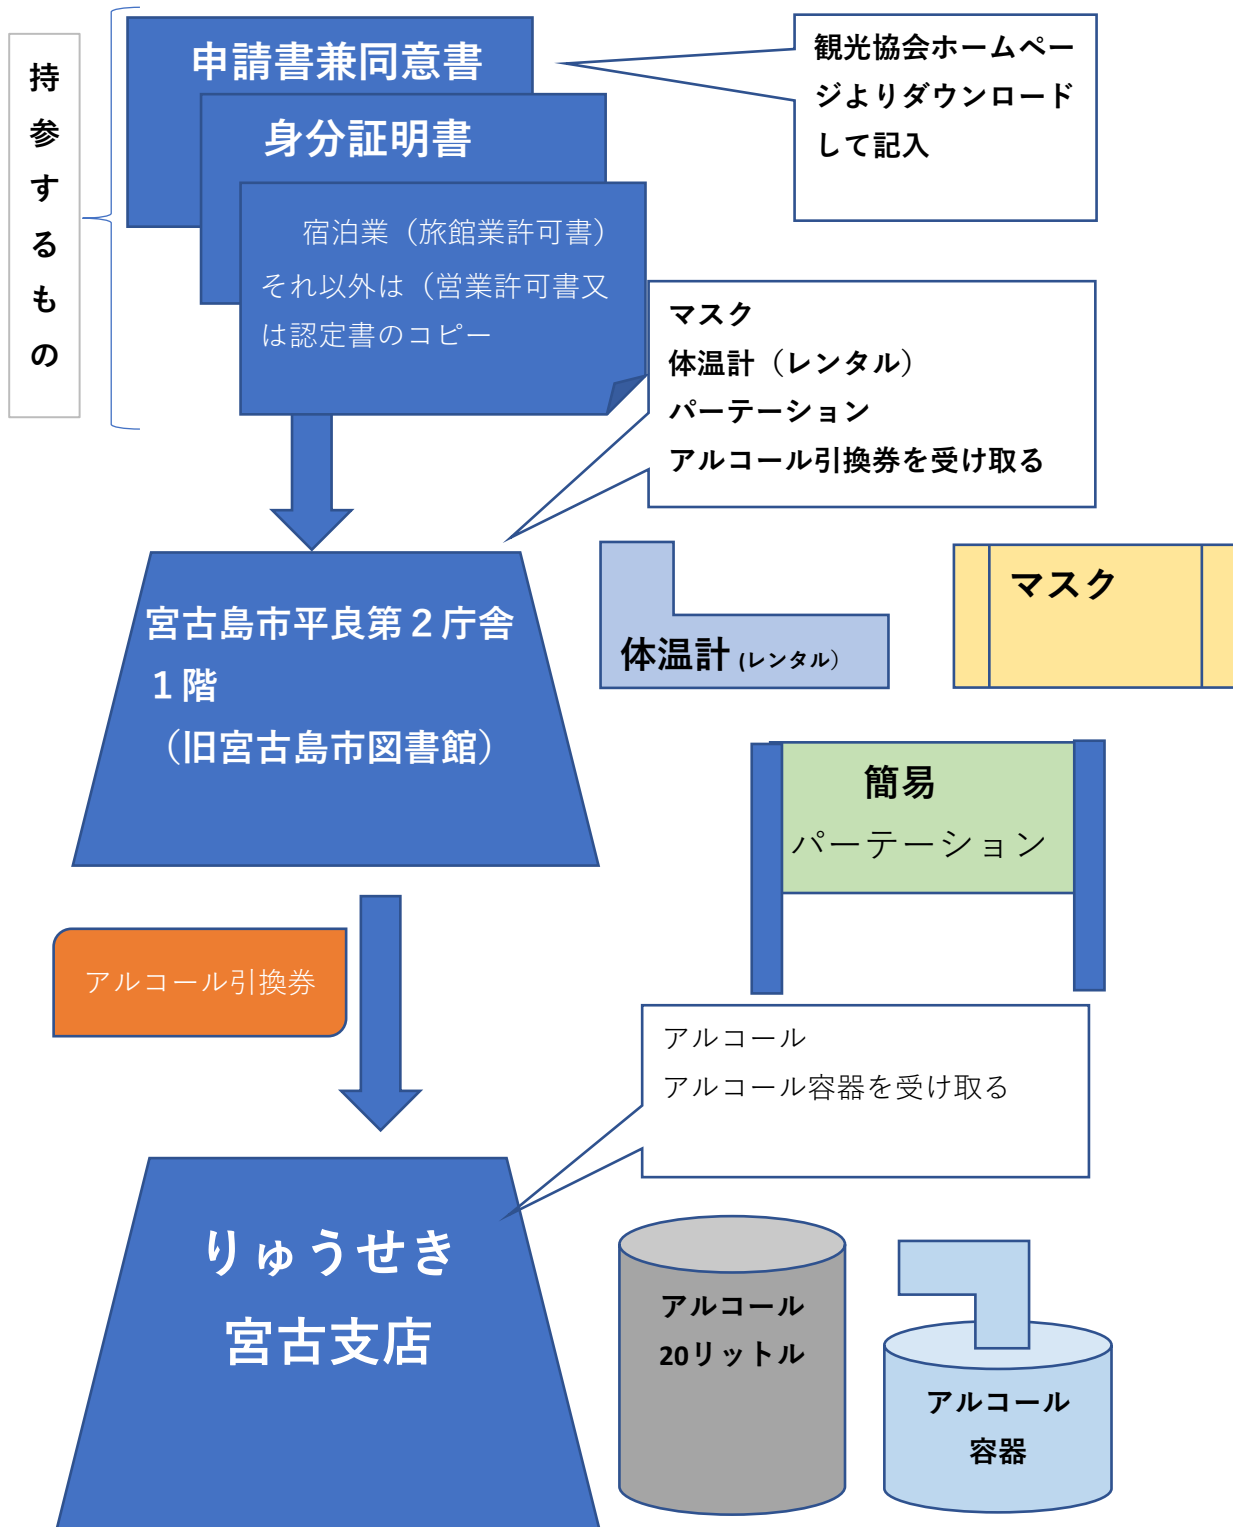 持参するもの
申請書兼同意書
身分証明書
宿泊業（旅館業許可書）
それ以外は（営業許可書又
は認定書のコピー
観光協会ホームペー
ジよりダウンロード
して記入
マスク
体温計（レンタル）
パーテーション
アルコール引換券を受け取る
宮古島市平良第２庁舎
１階
（旧宮古島市図書館）
体温計 (レンタル）
マスク
簡易
パーテーション
アルコール引換券
アルコール
アルコール容器を受け取る
りゅうせき
宮古支店
アルコール
20リットル
アルコール
容器